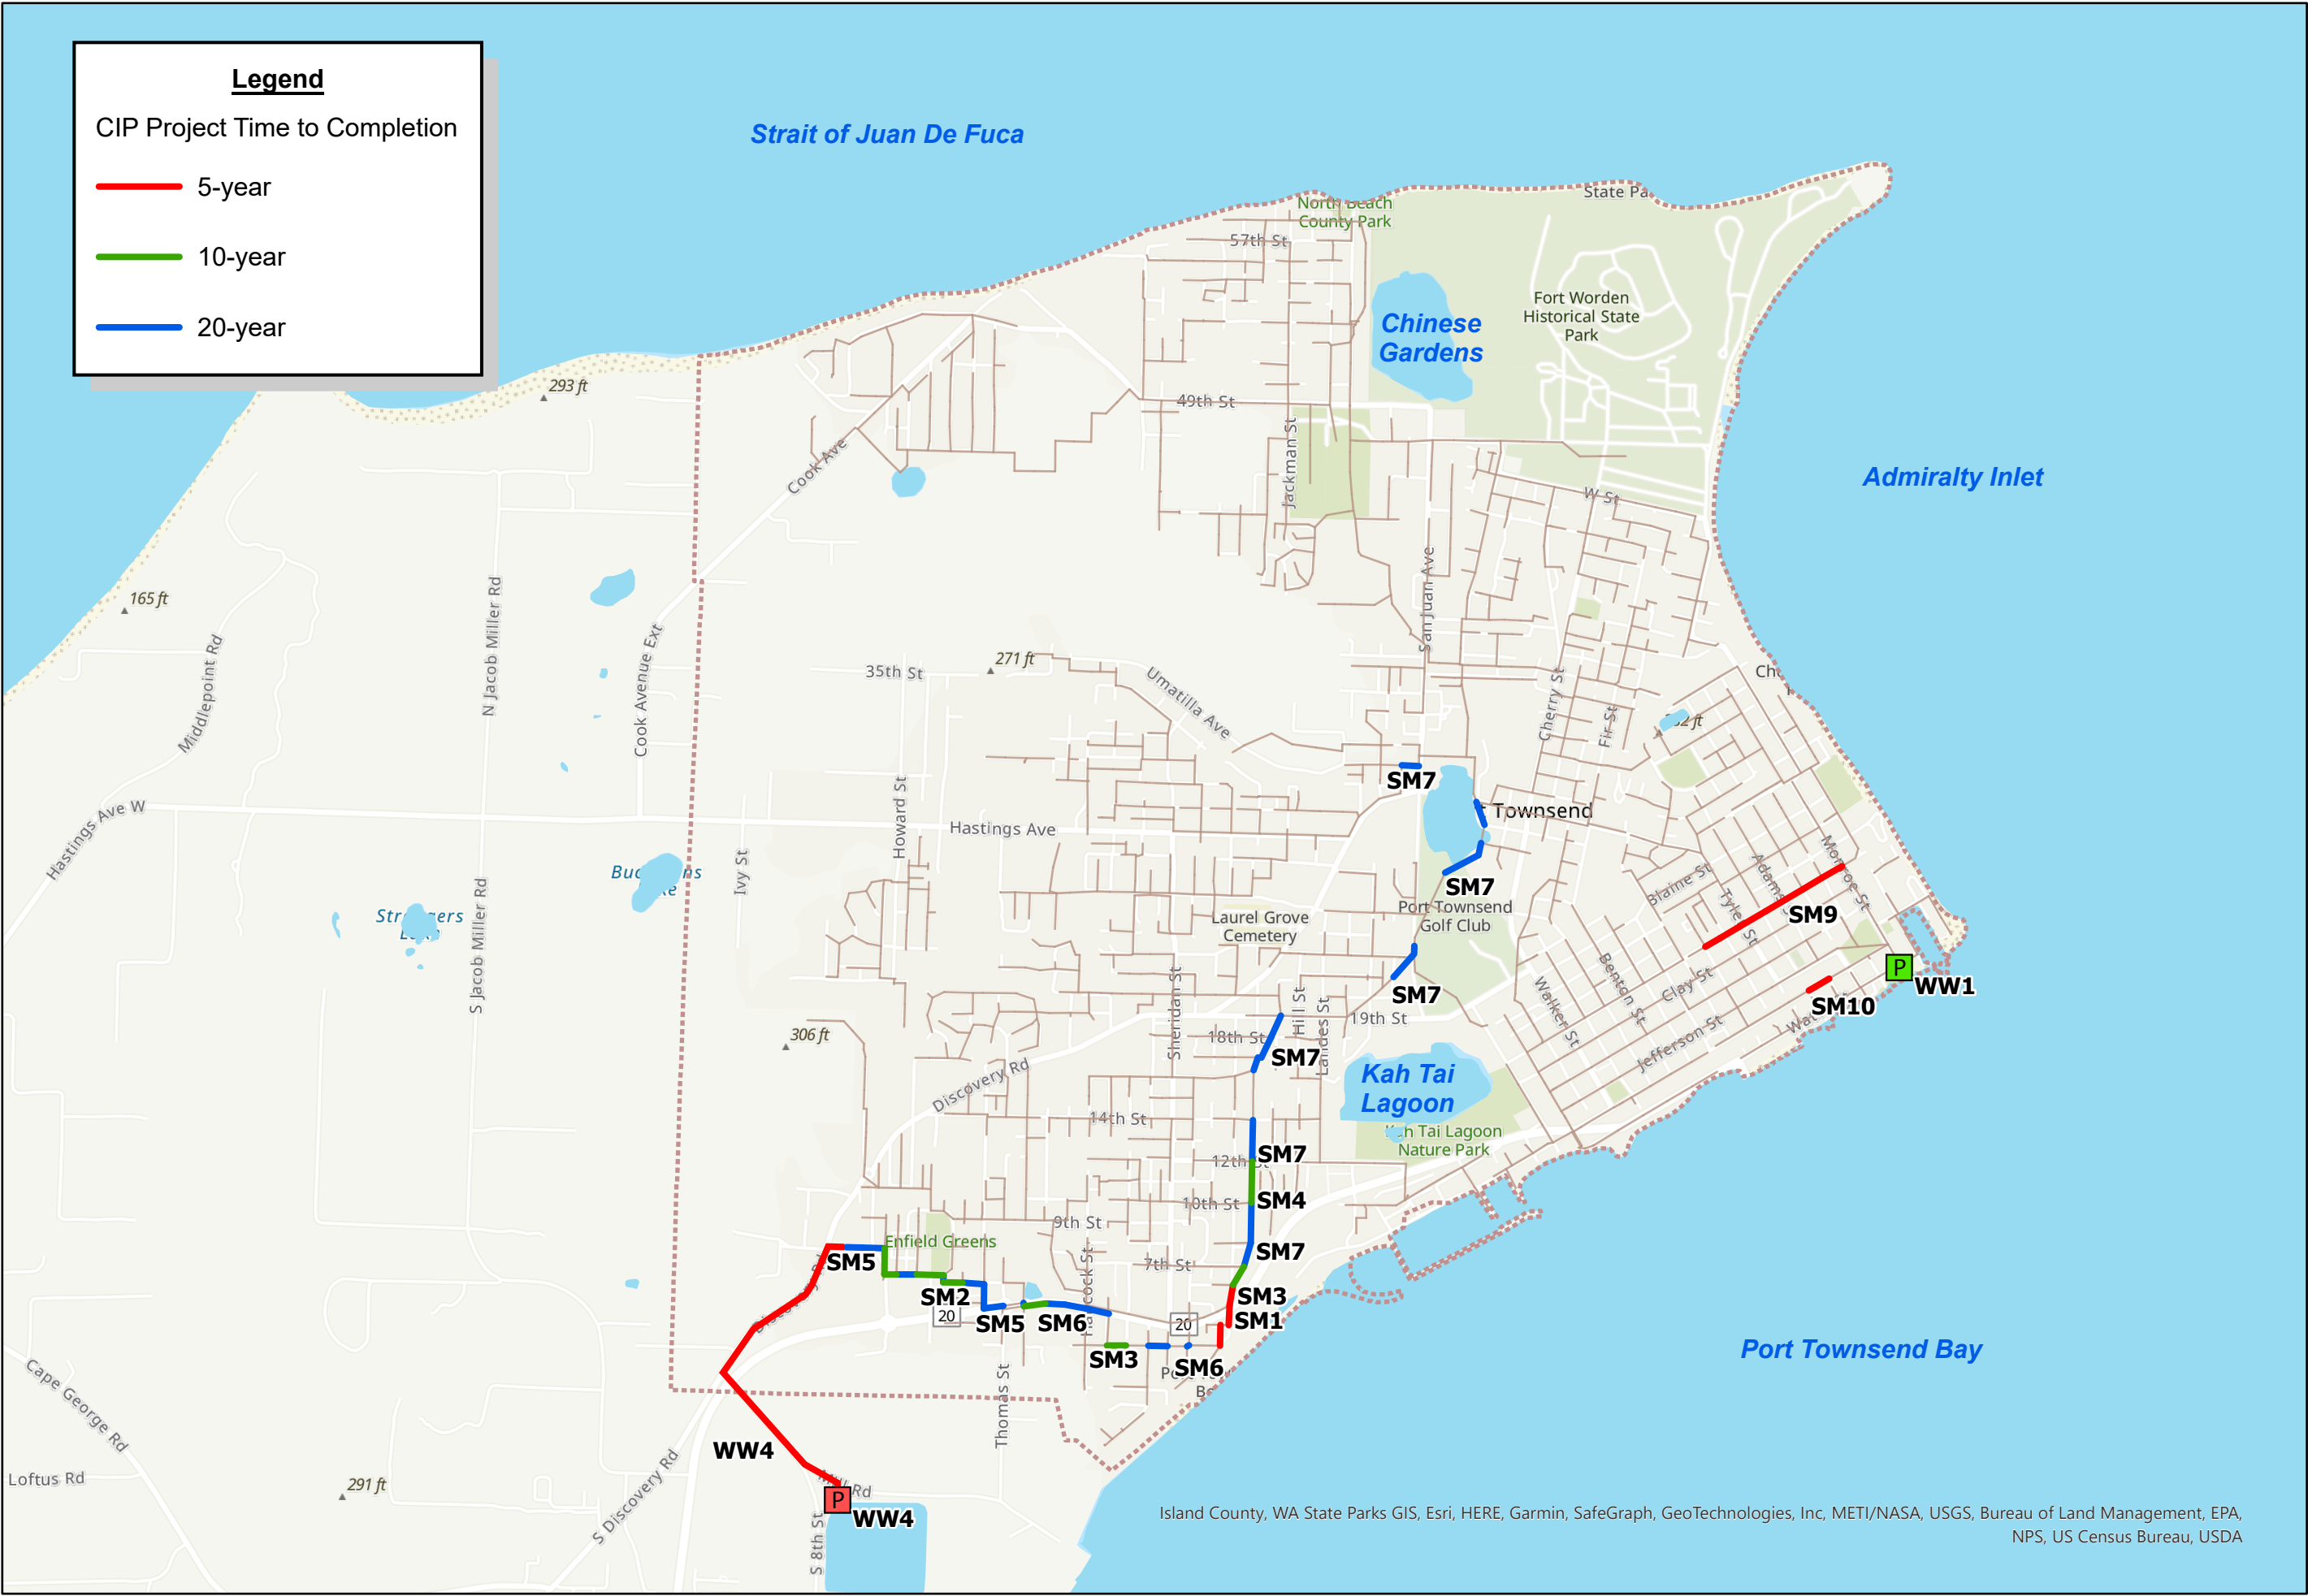 Legend
CIP Project Time to Completion
5-year
10-year
20-year
Strait of Juan De Fuca
State Pa
North Beach
County Park
57th St
Fort Worden
Historical State
Park
Chinese
Gardens
293 ft
49th St
Jackman St
Cook Ave
Admiralty Inlet
W St
165 ft
Middlepoint Rd
N Jacob Miller Rd
Cook Avenue Ext
San Juan Ave
35th St
271 ft
Umatilla Ave
Cherry St
Fir St
SM7
Hastings Ave W
Howard St
Hastings Ave
Townsend
Ivy St
S Jacob Miller Rd
SM7
Port Townsend
Golf Club
Laurel Grove
Cemetery
Blaine St
Tyle St
Adams
Monroe St
SM9
P
WW1
SM10
Clay St
Benton St
Walker St
Jefferson St
SM7
Sheridan St
Hill St
Landes St
19th St
18th St
SM7
306 ft
Discovery Rd
Kah Tai
Lagoon
Kah Tai Lagoon
Nature Park
14th St
SM7
12th St
10th St
SM4
9th St
Enfield Greens
SM5
SM7
7th St
Hancock St
SM2
20
SM5
SM6
SM3
SM1
20
SM3
SM6
Thomas St
Port Townsend Bay
Cape George Rd
Loftus Rd
291 ft
S Discovery Rd
WW4
Mill Rd
P
WW4
S 8th St
Island County, WA State Parks GIS, Esri, HERE, Garmin, SafeGraph, GeoTechnologies, Inc, METI/NASA, USGS, Bureau of Land Management, EPA,
NPS, US Census Bureau, USDA